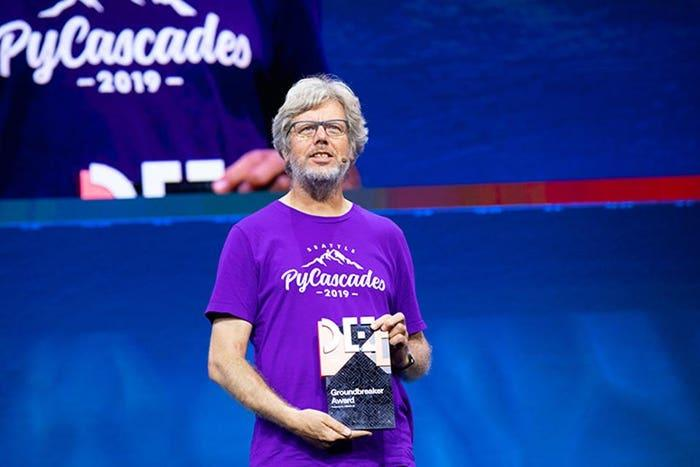 PyCascades
–2019–
SEATTLE
PyCascades
–2019–
Groundbreaker
Award